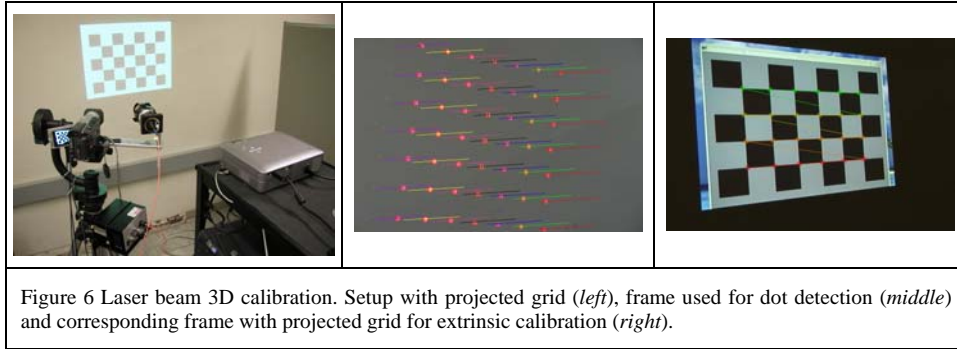 Figure 6 Laser beam 3D calibration. Setup with projected grid (left), frame used for dot detection (middle)
and corresponding frame with projected grid for extrinsic calibration (right).